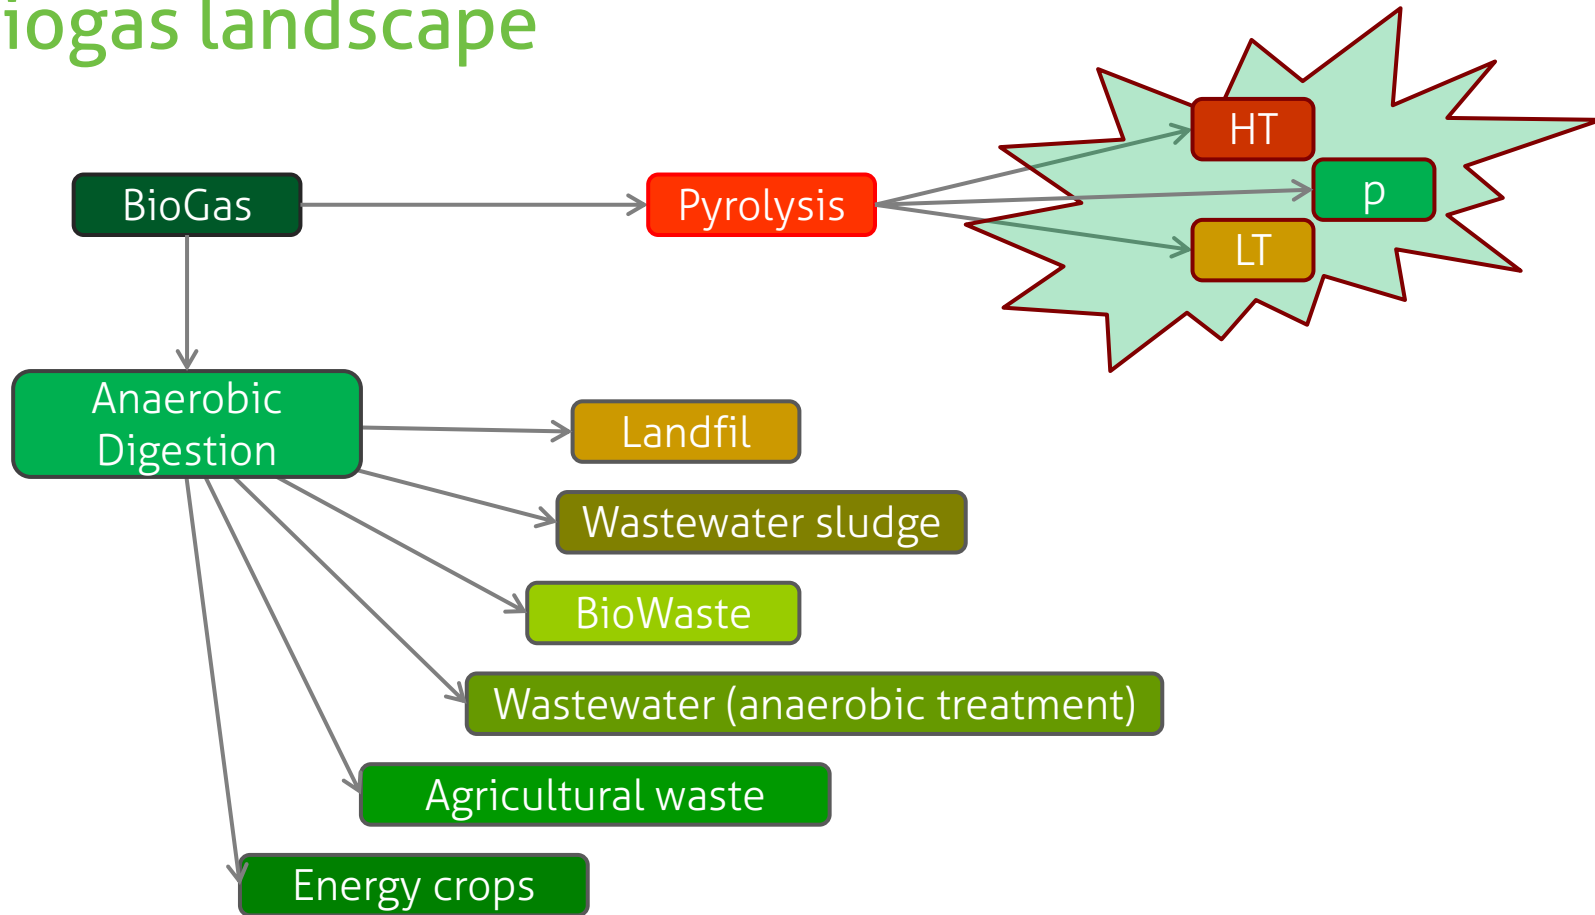 iogas landscape
HT
BioGas
Pyrolysis
p
LT
Anaerobic
Digestion
Landfil
Wastewater sludge
BioWaste
Wastewater (anaerobic treatment)
Agricultural waste
Energy crops